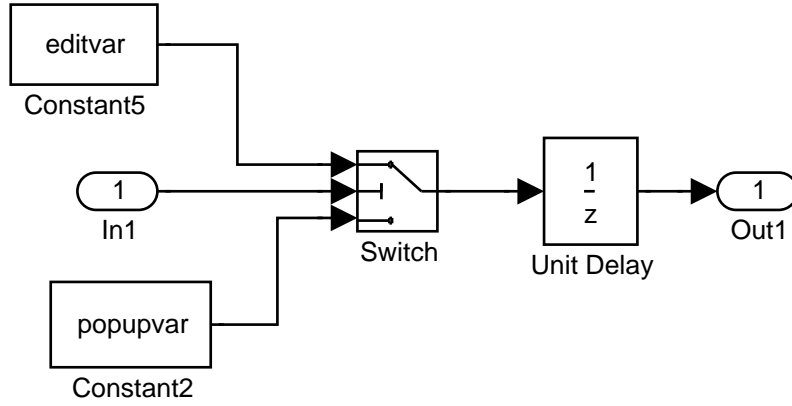 editvar
Constant5
1
In1
Switch
1
z
Unit Delay
1
Out1
popupvar
Constant2